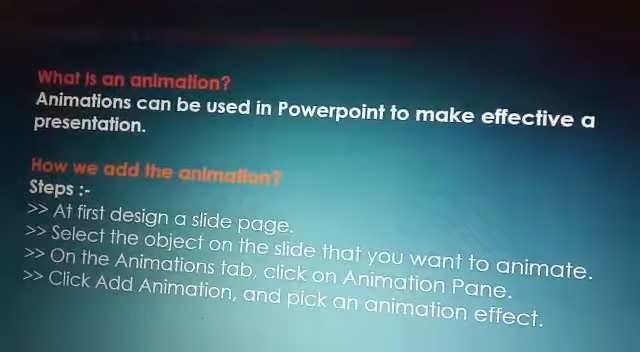 What is an animation?
Animations can be used in Powerpoint to make effective a
presentation.
How we add the animation?
Steps :-
>> At first design a slide page.
>> Select the object on the slide that you want to animate.
>> On the Animations tab, click on Animation Pane.
>> Click Add Animation, and pick an animation effect.